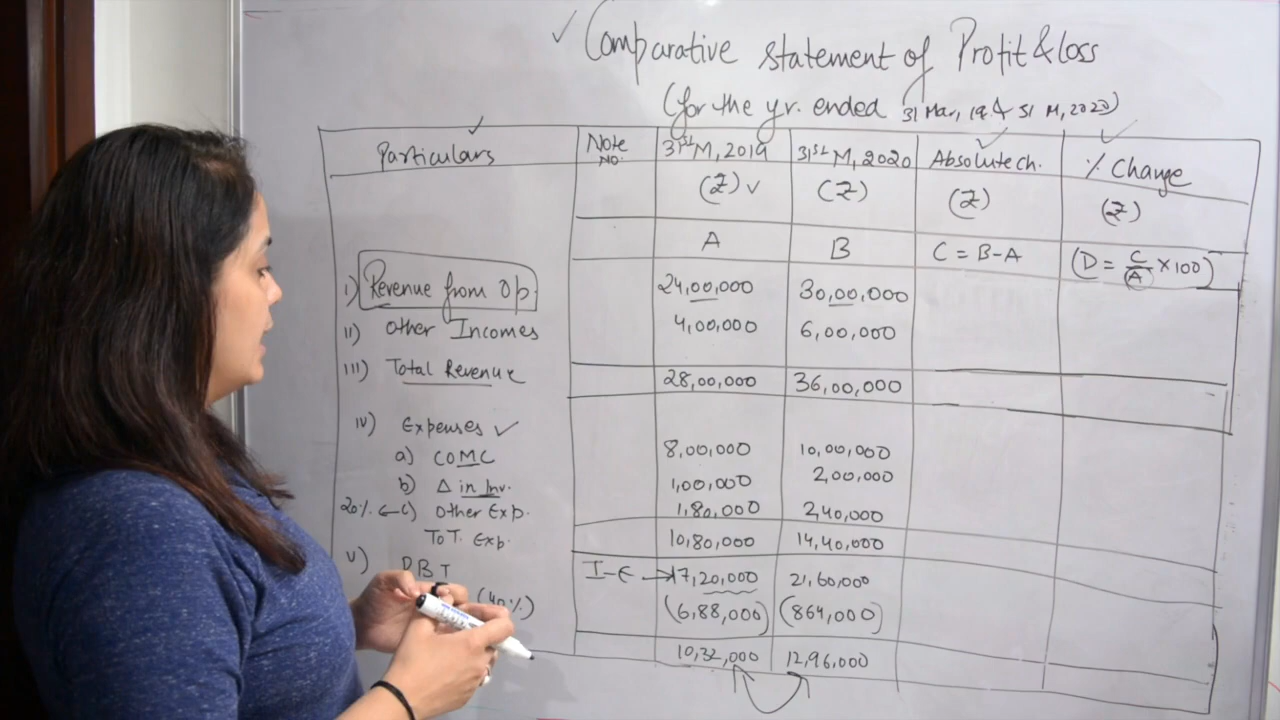 ✓ Comparative statement of Profit & loss
(for the yr. ended 31 Mar, 19 & 31 M, 2020)
Particulars ✓ Note No. 31st M, 2019 31st M, 2020 Absolute ch. ✓ % Change ✓
(₹) ✓ (₹) (₹) (₹)
A B C = B-A (D = C/A × 100)
i) Revenue from Op. 24,00,000 30,00,000
ii) Other Incomes 4,00,000 6,00,000
iii) Total Revenue 28,00,000 36,00,000
iv) Expenses ✓
a) COMC 8,00,000 10,00,000
b) Δ in Inv. 1,00,000 2,00,000
20% ← c) Other Exp. 1,80,000 2,40,000
TOT. Exp. 10,80,000 14,40,000
v) PBT I-E → 17,20,000 21,60,000
(40%) (6,88,000) (864,000)
10,32,000 12,96,000